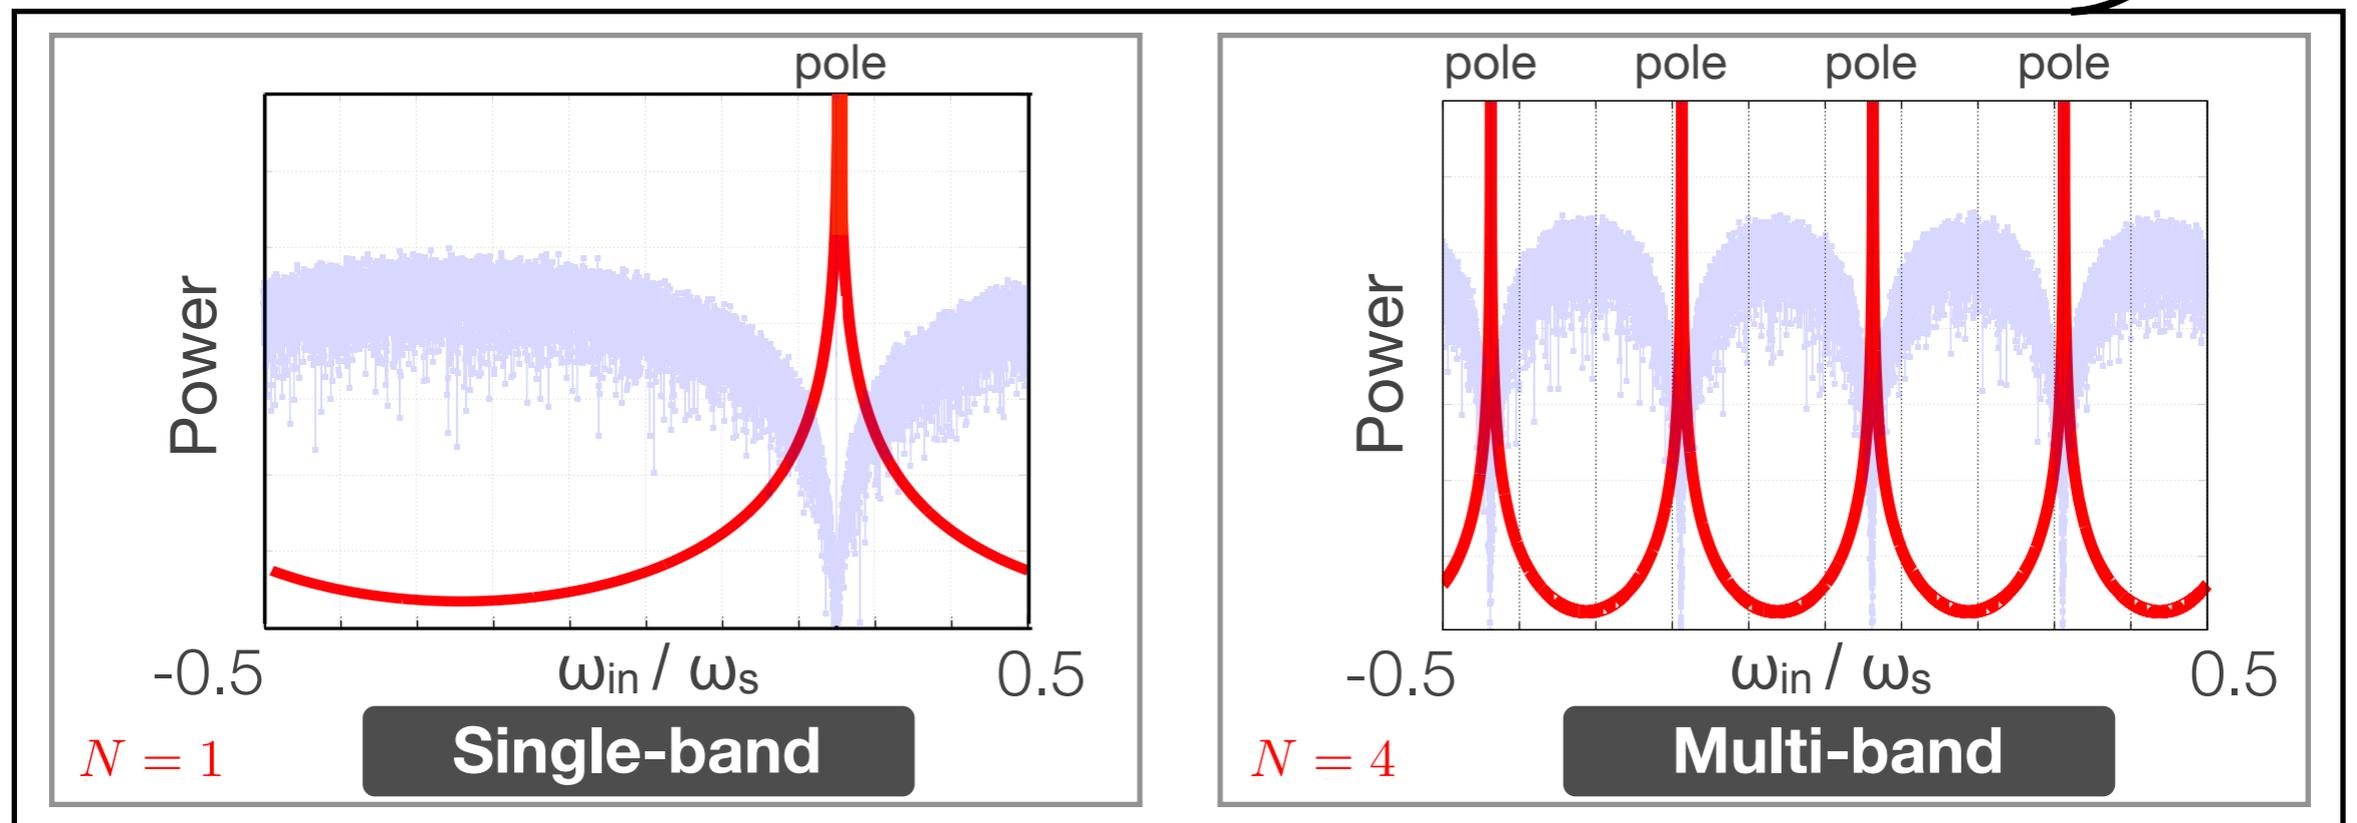 pole
Power
-0.5
ωin / ωs
0.5
N = 1
Single-band
pole pole pole pole
Power
-0.5
ωin / ωs
0.5
N = 4
Multi-band